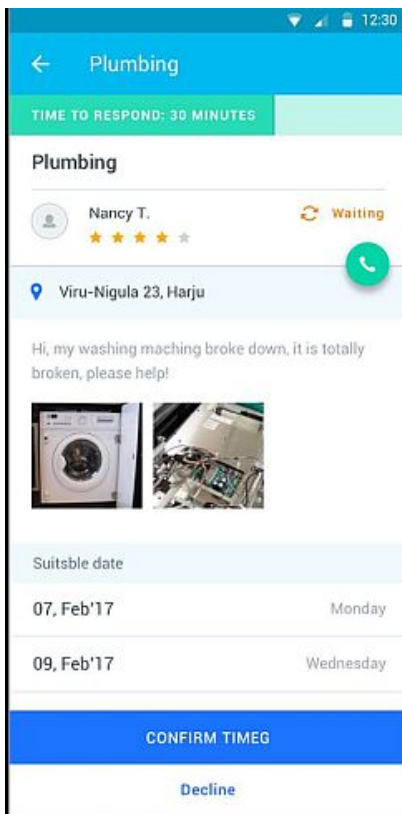 12:30
Plumbing
TIME TO RESPOND: 30 MINUTES
Plumbing
Nancy T.
Waiting
Viru-Nigula 23, Harju
Hi, my washing maching broke down, it is totally
broken, please help!
Suitsble date
07, Feb'17 Monday
09, Feb'17 Wednesday
CONFIRM TIMEG
Decline